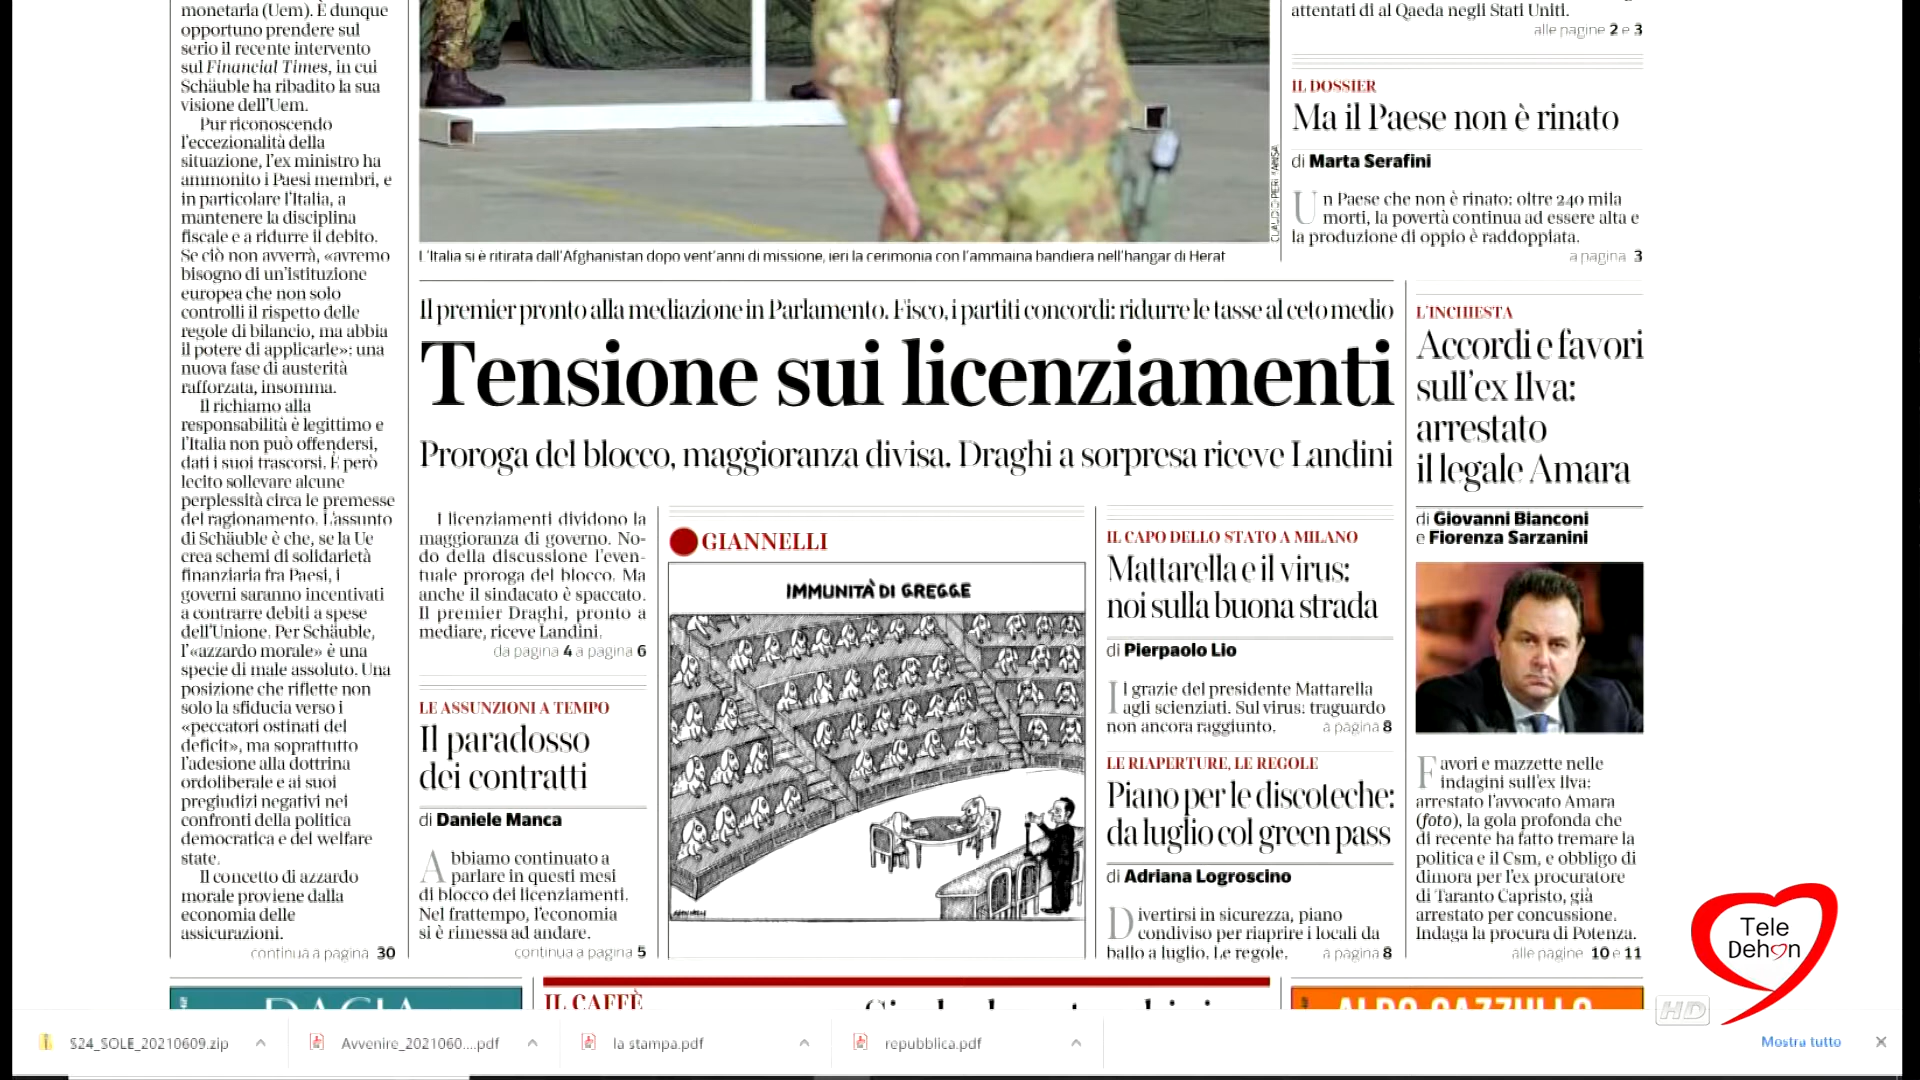 monetaria (Uem). È dunque
opportuno prendere sul
serio il recente intervento
sul Financial Times, in cui
Schäuble ha ribadito la sua
visione dell'Uem.
Pur riconoscendo
l'eccezionalità della
situazione, l'ex ministro ha
ammonito i Paesi membri, e
in particolare l'Italia, a
mantenere la disciplina
fiscale e a ridurre il debito.
Se ciò non avverrà, «avremo
bisogno di un'istituzione
europea che non solo
controlli il rispetto delle
regole di bilancio, ma abbia
il potere di applicarle»: una
nuova fase di austerità
rafforzata, insomma.
Il richiamo alla
responsabilità è legittimo e
l'Italia non può offendersi,
dati i suoi trascorsi. È però
lecito sollevare alcune
perplessità circa le premesse
del ragionamento. L'assunto
di Schäuble è che, se la Ue
crea schemi di solidarietà
finanziaria fra Paesi, i
governi saranno incentivati
a contrarre debiti a spese
dell'Unione. Per Schäuble,
l'«azzardo morale» è una
specie di male assoluto. Una
posizione che riflette non
solo la sfiducia verso i
«peccatori ostinati del
deficit», ma soprattutto
l'adesione alla dottrina
ordoliberale e ai suoi
pregiudizi negativi nei
confronti della politica
democratica e del welfare
state.
Il concetto di azzardo
morale proviene dalla
economia delle
assicurazioni.
continua a pagina 30
L'Italia si è ritirata dall'Afghanistan dopo vent'anni di missione, ieri la cerimonia con l'ammaina bandiera nell'hangar di Herat
attentati di al Qaeda negli Stati Uniti.
alle pagine 2 e 3
IL DOSSIER
Ma il Paese non è rinato
di Marta Serafini
Un Paese che non è rinato: oltre 240 mila
morti, la povertà continua ad essere alta e
la produzione di oppio è raddoppiata.
a pagina 3
Il premier pronto alla mediazione in Parlamento. Fisco, i partiti concordi: ridurre le tasse al ceto medio
Tensione sui licenziamenti
Proroga del blocco, maggioranza divisa. Draghi a sorpresa riceve Landini
I licenziamenti dividono la
maggioranza di governo. No-
do della discussione l'even-
tuale proroga del blocco. Ma
anche il sindacato è spaccato.
Il premier Draghi, pronto a
mediare, riceve Landini.
da pagina 4 a pagina 6
LE ASSUNZIONI A TEMPO
Il paradosso
dei contratti
di Daniele Manca
Abbiamo continuato a
parlare in questi mesi
di blocco dei licenziamenti.
Nel frattempo, l'economia
si è rimessa ad andare.
continua a pagina 5
GIANNELLI
IMMUNITÀ DI GREGGE
IL CAPO DELLO STATO A MILANO
Mattarella e il virus:
noi sulla buona strada
di Pierpaolo Lio
Il grazie del presidente Mattarella
agli scienziati. Sul virus: traguardo
non ancora raggiunto. a pagina 8
LE RIAPERTURE, LE REGOLE
Piano per le discoteche:
da luglio col green pass
di Adriana Logroscino
Divertirsi in sicurezza, piano
condiviso per riaprire i locali da
ballo a luglio. Le regole. a pagina 8
L'INCHIESTA
Accordi e favori
sull'ex Ilva:
arrestato
il legale Amara
di Giovanni Bianconi
e Fiorenza Sarzanini
Favori e mazzette nelle
indagini sull'ex Ilva:
arrestato l'avvocato Amara
(foto), la gola profonda che
di recente ha fatto tremare la
politica e il Csm, e obbligo di
dimora per l'ex procuratore
di Taranto Capristo, già
arrestato per concussione.
Indaga la procura di Potenza.
alle pagine 10 e 11
IL CAFFÈ
Tele
Dehon
HD
S24_SOLE_20210609.zip
Avvenire_2021060....pdf
la stampa.pdf
repubblica.pdf
Mostra tutto